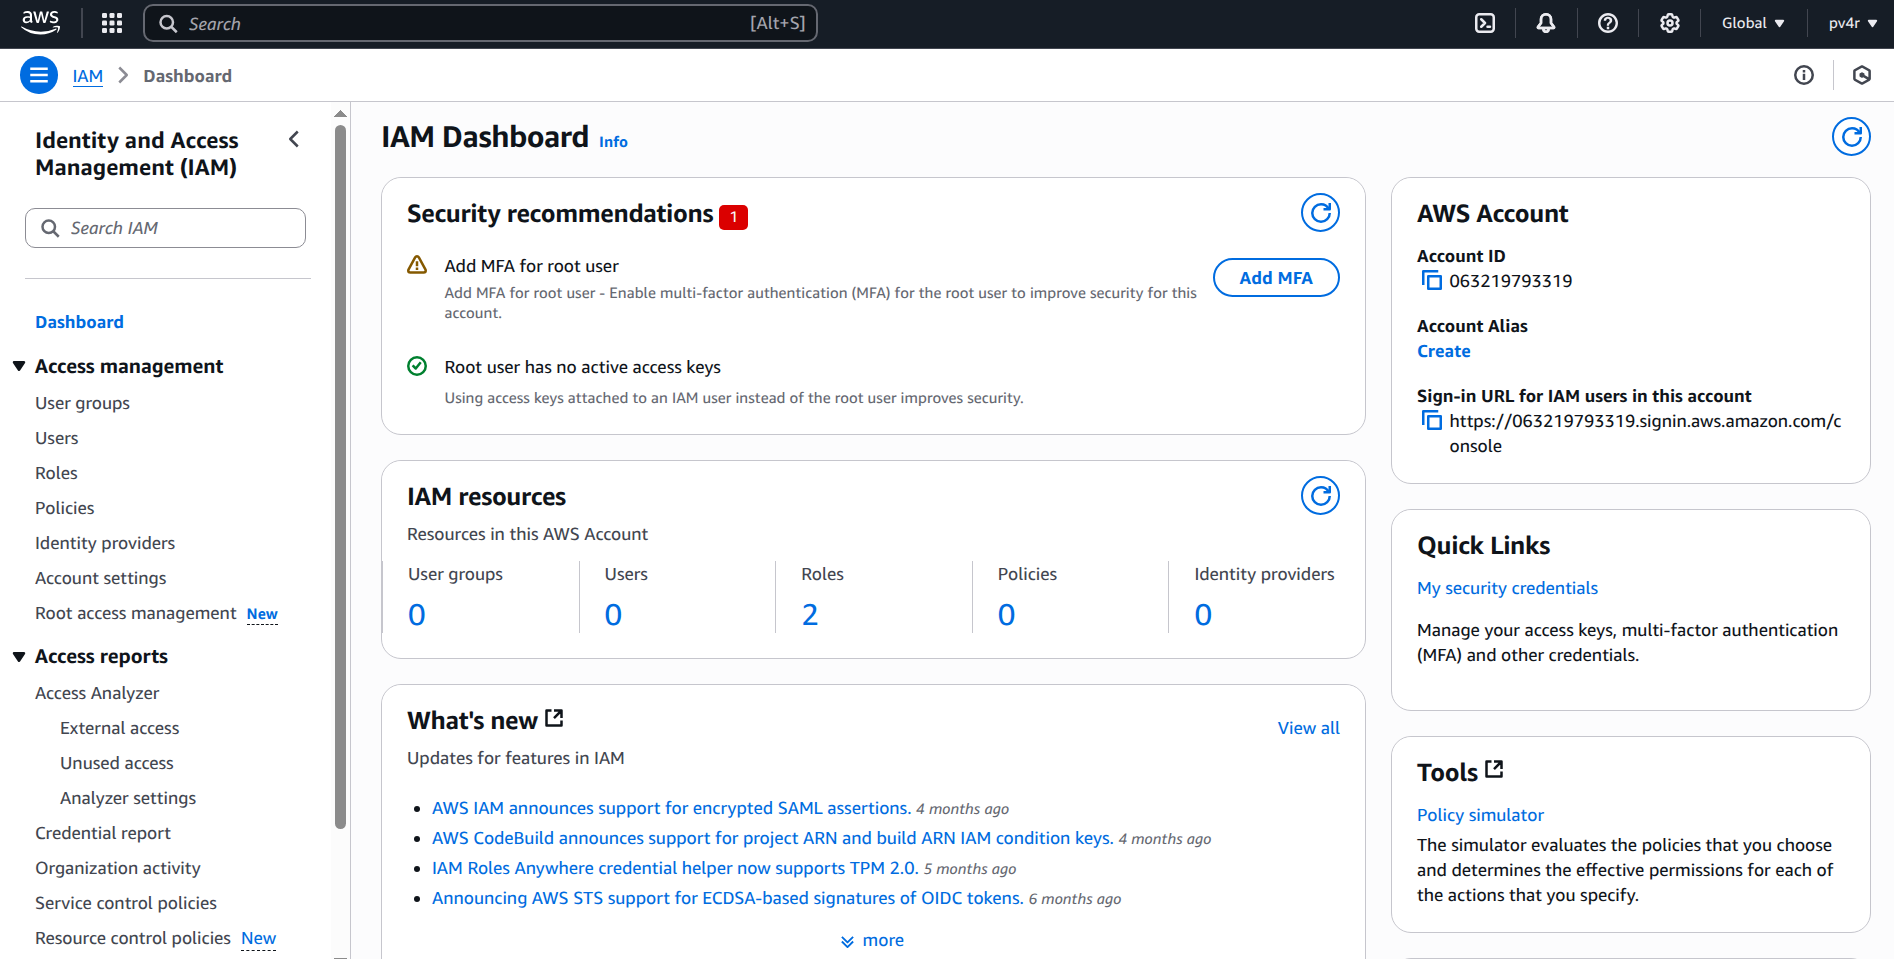 aws
Search
[Alt+S]
Global
pv4r
IAM
Dashboard
Identity and Access
Management (IAM)
Search IAM
Dashboard
Access management
User groups
Users
Roles
Policies
Identity providers
Account settings
Root access management New
Access reports
Access Analyzer
External access
Unused access
Analyzer settings
Credential report
Organization activity
Service control policies
Resource control policies New
IAM Dashboard Info
Security recommendations 1
Add MFA for root user
Add MFA for root user - Enable multi-factor authentication (MFA) for the root user to improve security for this
account.
Add MFA
Root user has no active access keys
Using access keys attached to an IAM user instead of the root user improves security.
IAM resources
Resources in this AWS Account
User groups
0
Users
0
Roles
2
Policies
0
Identity providers
0
What's new
View all
Updates for features in IAM
AWS IAM announces support for encrypted SAML assertions. 4 months ago
AWS CodeBuild announces support for project ARN and build ARN IAM condition keys. 4 months ago
IAM Roles Anywhere credential helper now supports TPM 2.0. 5 months ago
Announcing AWS STS support for ECDSA-based signatures of OIDC tokens. 6 months ago
more
AWS Account
Account ID
063219793319
Account Alias
Create
Sign-in URL for IAM users in this account
https://063219793319.signin.aws.amazon.com/c
onsole
Quick Links
My security credentials
Manage your access keys, multi-factor authentication
(MFA) and other credentials.
Tools
Policy simulator
The simulator evaluates the policies that you choose
and determines the effective permissions for each of
the actions that you specify.